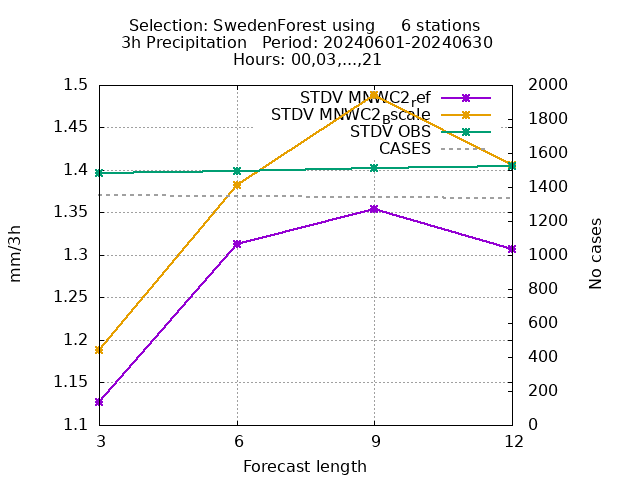 Selection: SwedenForest using 6 stations
3h Precipitation Period: 20240601-20240630
Hours: 00,03,...,21
STDV MNWC2ref
STDV MNWC2Bscale
STDV OBS
CASES
1.5
1.45
1.4
1.35
1.3
1.25
1.2
1.15
1.1
2000
1800
1600
1400
1200
1000
800
600
400
200
0
mm/3h
No cases
3 6 9 12
Forecast length